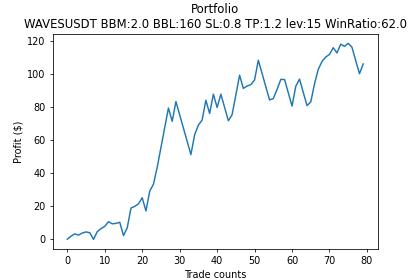 Portfolio
WAVESUSDT BBM:2.0 BBL:160 SL:0.8 TP:1.2 lev:15 WinRatio:62.0
120
100
80
60
40
20
0
Profit ($)
0 10 20 30 40 50 60 70 80
Trade counts